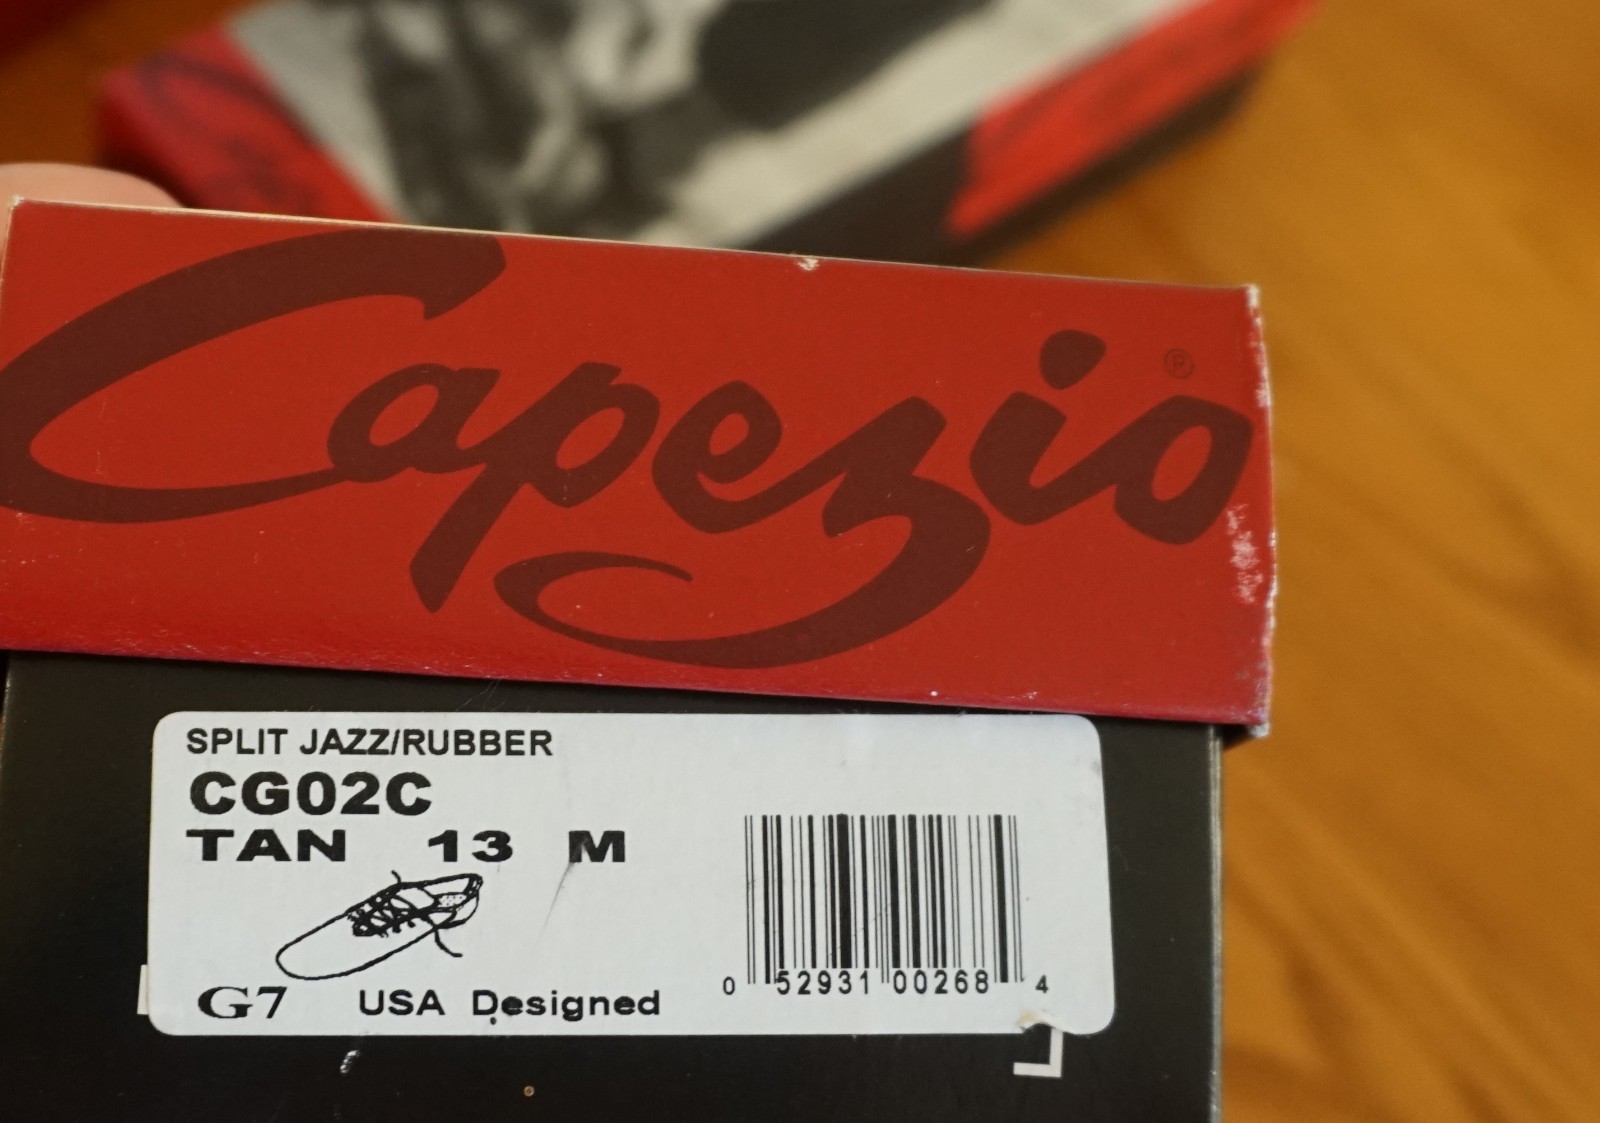 Capezio ®
SPLIT JAZZ/RUBBER
CG02C
TAN 13 M
G7 USA Designed
0 52931 00268 4